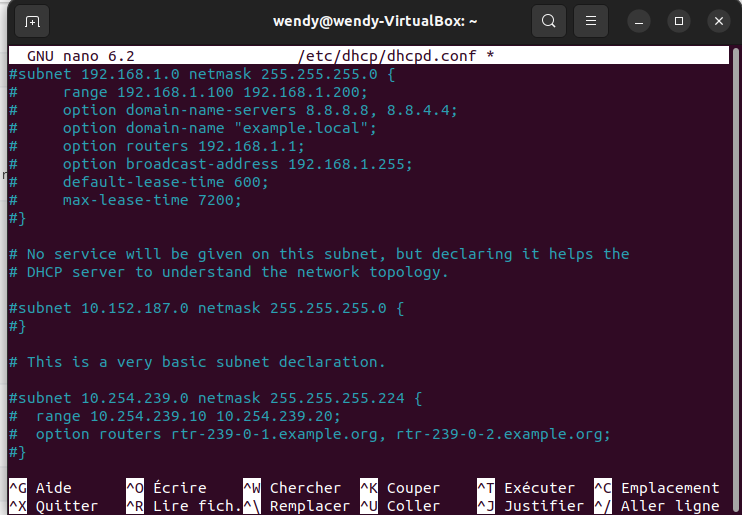 wendy@wendy-VirtualBox: ~
GNU nano 6.2 /etc/dhcp/dhcpd.conf *
#subnet 192.168.1.0 netmask 255.255.255.0 {
#     range 192.168.1.100 192.168.1.200;
#     option domain-name-servers 8.8.8.8, 8.8.4.4;
#     option domain-name "example.local";
#     option routers 192.168.1.1;
#     option broadcast-address 192.168.1.255;
#     default-lease-time 600;
#     max-lease-time 7200;
#}
# No service will be given on this subnet, but declaring it helps the
# DHCP server to understand the network topology.
#subnet 10.152.187.0 netmask 255.255.255.0 {
#}
# This is a very basic subnet declaration.
#subnet 10.254.239.0 netmask 255.255.255.224 {
#  range 10.254.239.10 10.254.239.20;
#  option routers rtr-239-0-1.example.org, rtr-239-0-2.example.org;
#}
^G Aide ^O Écrire ^W Chercher ^K Couper ^T Exécuter ^C Emplacement
^X Quitter ^R Lire fich. ^\ Remplacer ^U Coller ^J Justifier ^/ Aller ligne